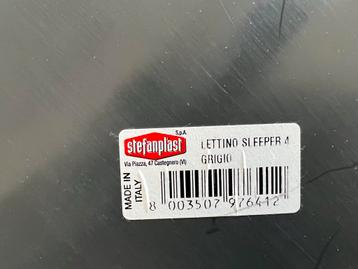 S.p.A.
stefanplast
Via Piazza, 47 Castegnero (VI)
LETTINO SLEEPER 4
GRIGIO
MADE IN
ITALY
8 003507 976412